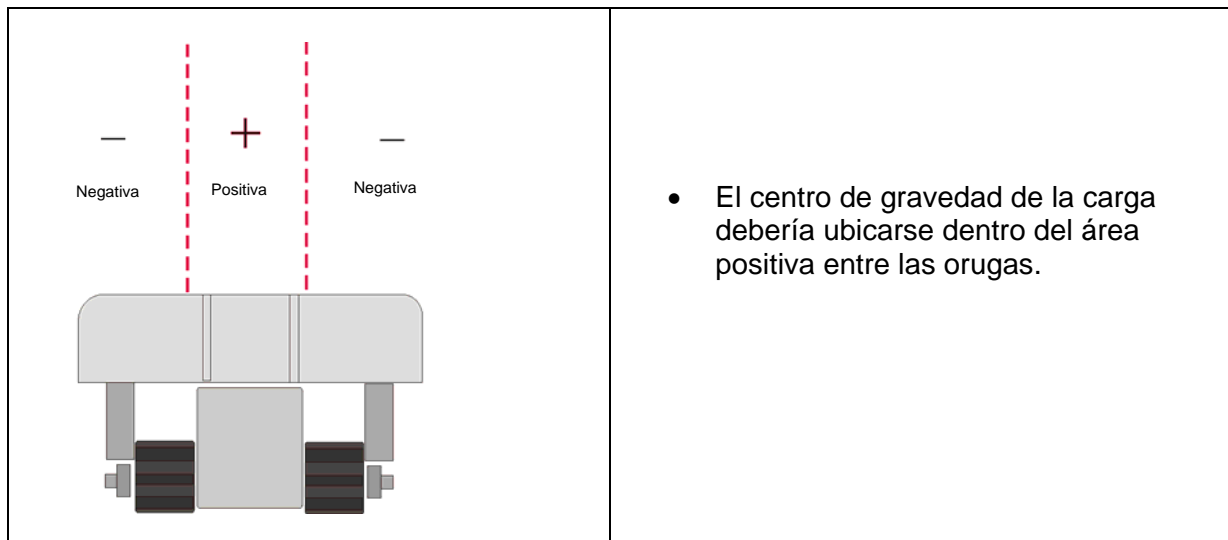 − + −
Negativa Positiva Negativa
• El centro de gravedad de la carga
debería ubicarse dentro del área
positiva entre las orugas.